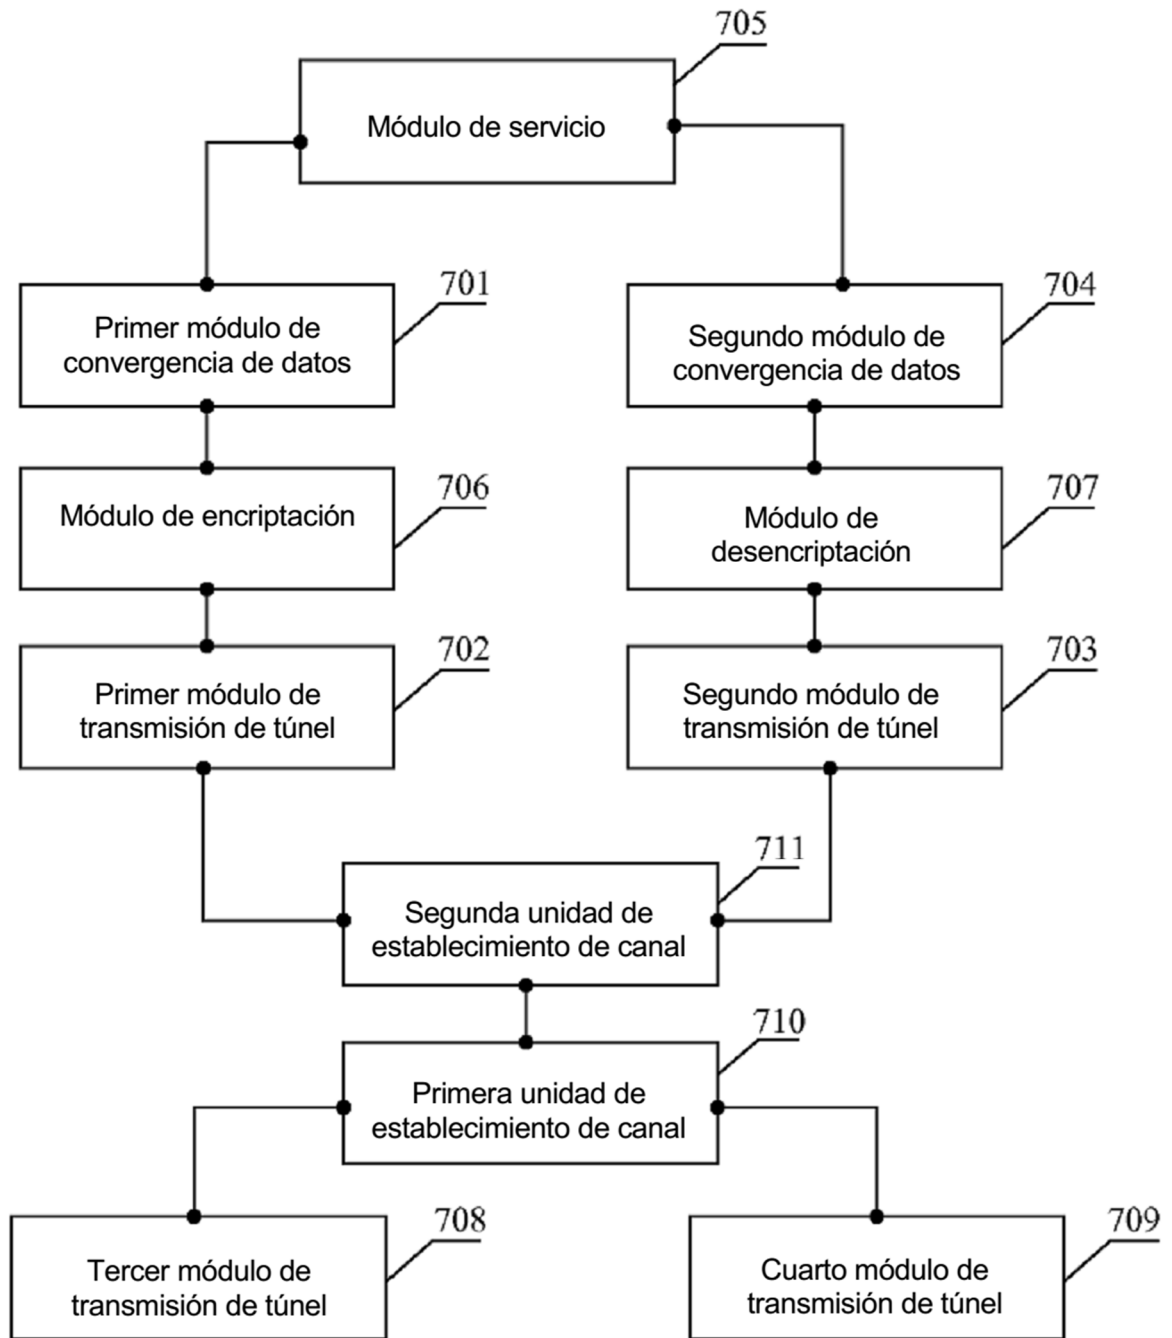 705
Módulo de servicio
701
Primer módulo de
convergencia de datos
704
Segundo módulo de
convergencia de datos
706
Módulo de encriptación
707
Módulo de
desencriptación
702
Primer módulo de
transmisión de túnel
703
Segundo módulo de
transmisión de túnel
711
Segunda unidad de
establecimiento de canal
710
Primera unidad de
establecimiento de canal
708
Tercer módulo de
transmisión de túnel
709
Cuarto módulo de
transmisión de túnel